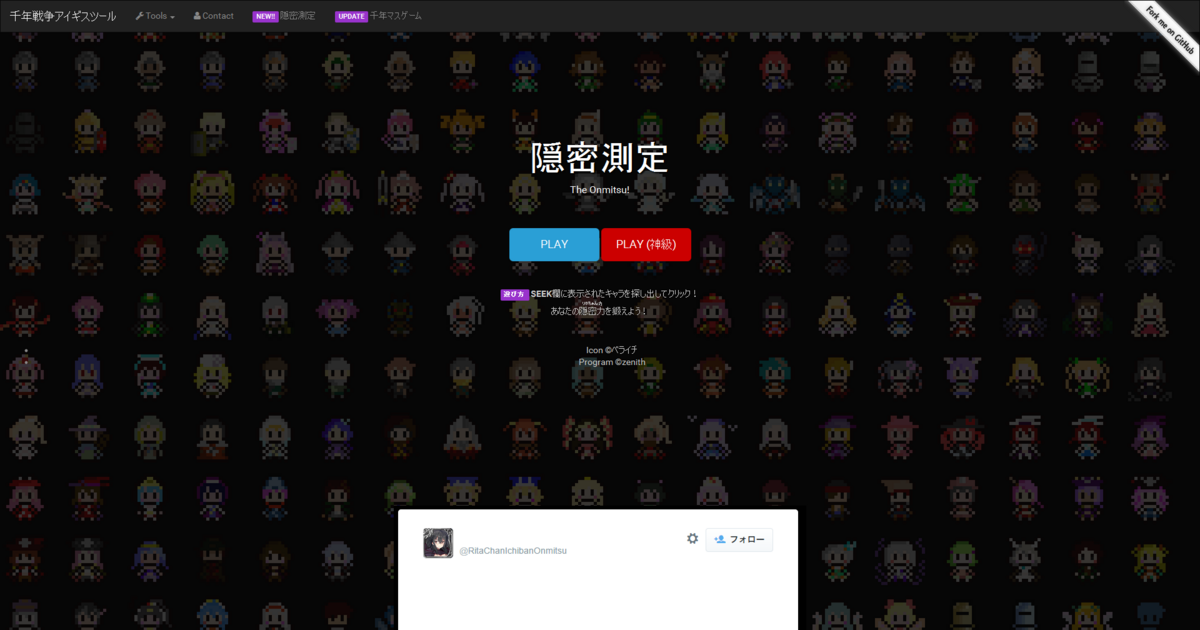 千年戦争アイギスツール Tools Contact NEW!! 隠密測定 UPDATE 千年マスゲーム
Fork me on GitHub
隠密測定
The Onmitsu!
PLAY PLAY (神級)
遊び方 SEEK欄に表示されたキャラを探し出してクリック！
あなたの隠密力を鍛えよう！
Icon ©ペライチ
Program ©zenith
@RitaChanIchibanOnmitsu フォロー